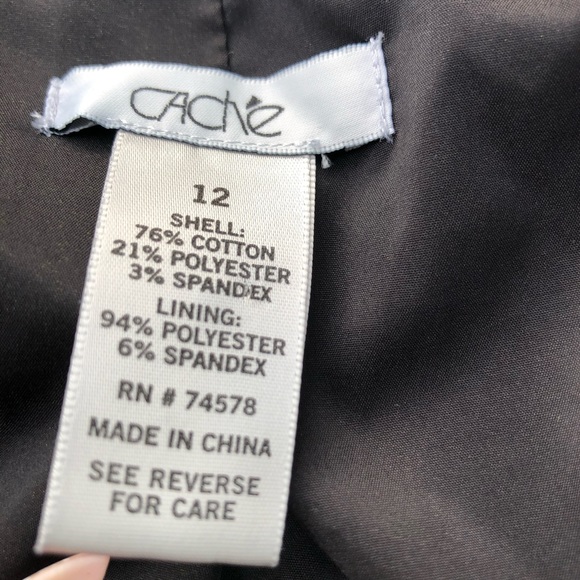 CAChé
12
SHELL:
76% COTTON
21% POLYESTER
3% SPANDEX
LINING:
94% POLYESTER
6% SPANDEX
RN # 74578
MADE IN CHINA
SEE REVERSE
FOR CARE